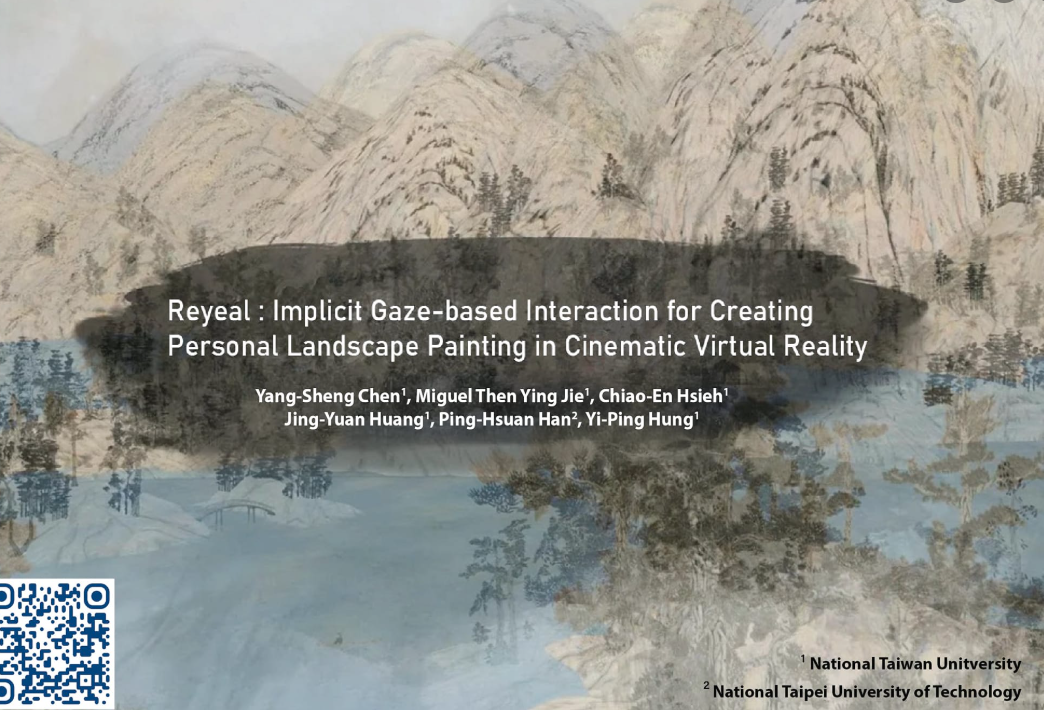 Reyeal : Implicit Gaze-based Interaction for Creating
Personal Landscape Painting in Cinematic Virtual Reality
Yang-Sheng Chen¹, Miguel Then Ying Jie¹, Chiao-En Hsieh¹
Jing-Yuan Huang¹, Ping-Hsuan Han², Yi-Ping Hung¹
¹ National Taiwan Unitversity
² National Taipei University of Technology